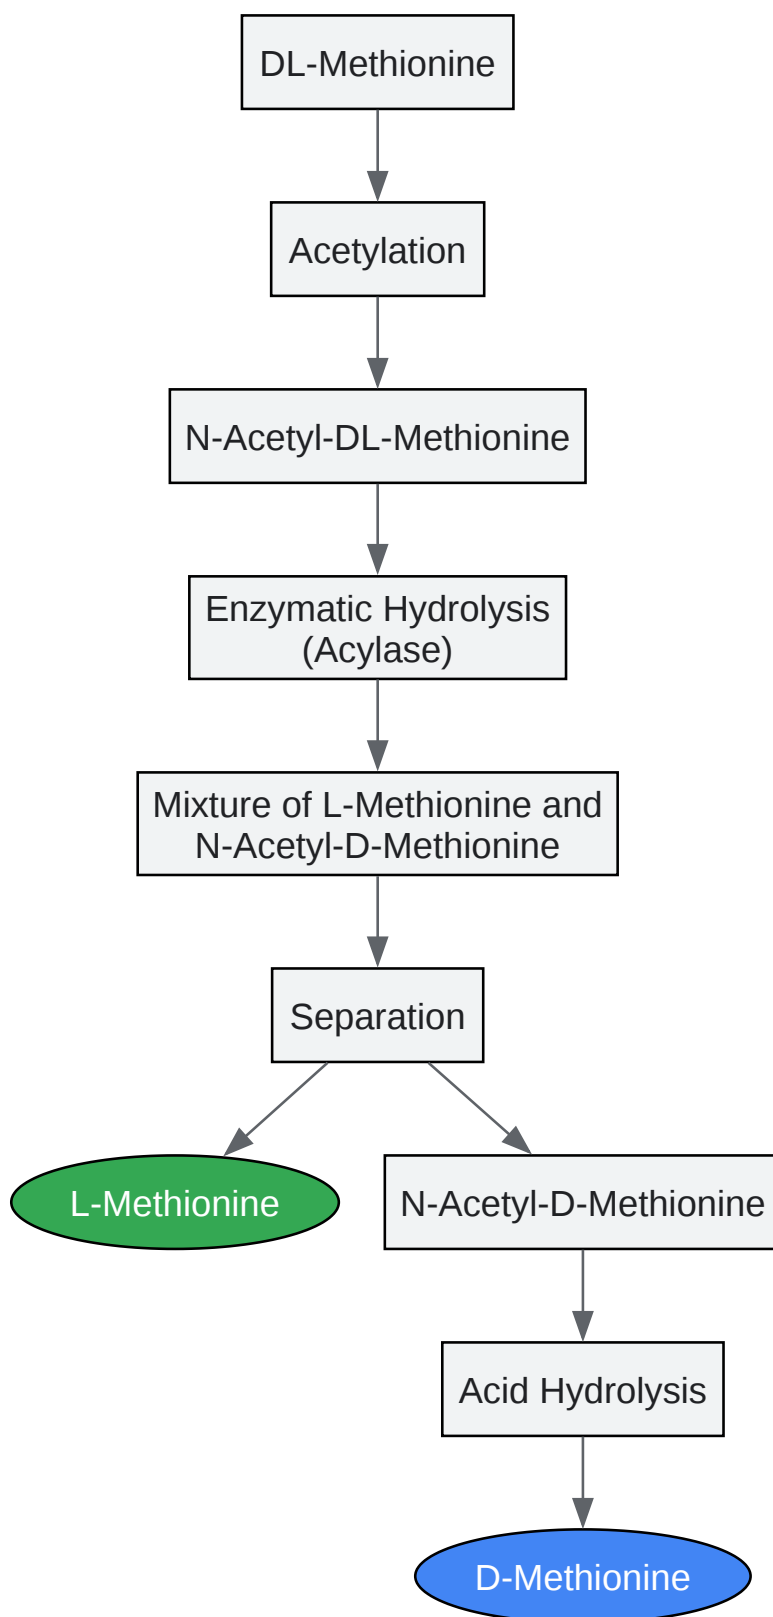 DL-Methionine
Acetylation
N-Acetyl-DL-Methionine
Enzymatic Hydrolysis
(Acylase)
Mixture of L-Methionine and
N-Acetyl-D-Methionine
Separation
L-Methionine
N-Acetyl-D-Methionine
Acid Hydrolysis
D-Methionine